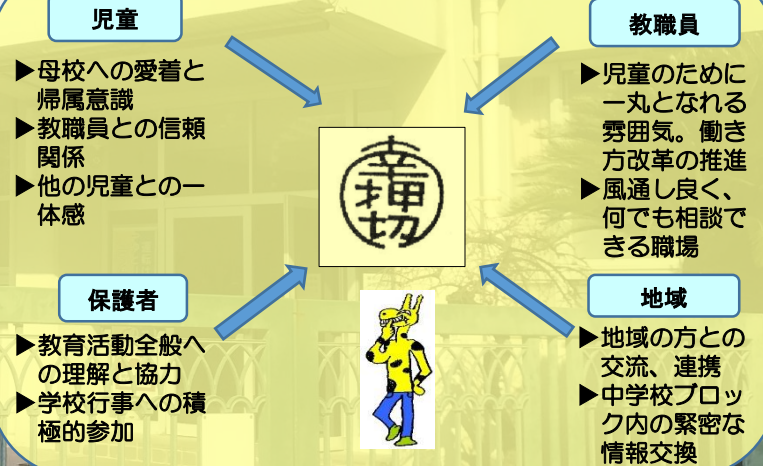 児童
▶母校への愛着と
帰属意識
▶教職員との信頼
関係
▶他の児童との一
体感
教職員
▶児童のために
一丸となれる
雰囲気。働き
方改革の推進
▶風通し良く、
何でも相談で
きる職場
幸
押
切
保護者
▶教育活動全般へ
の理解と協力
▶学校行事への積
極的参加
地域
▶地域の方との
交流、連携
▶中学校ブロッ
ク内の緊密な
情報交換